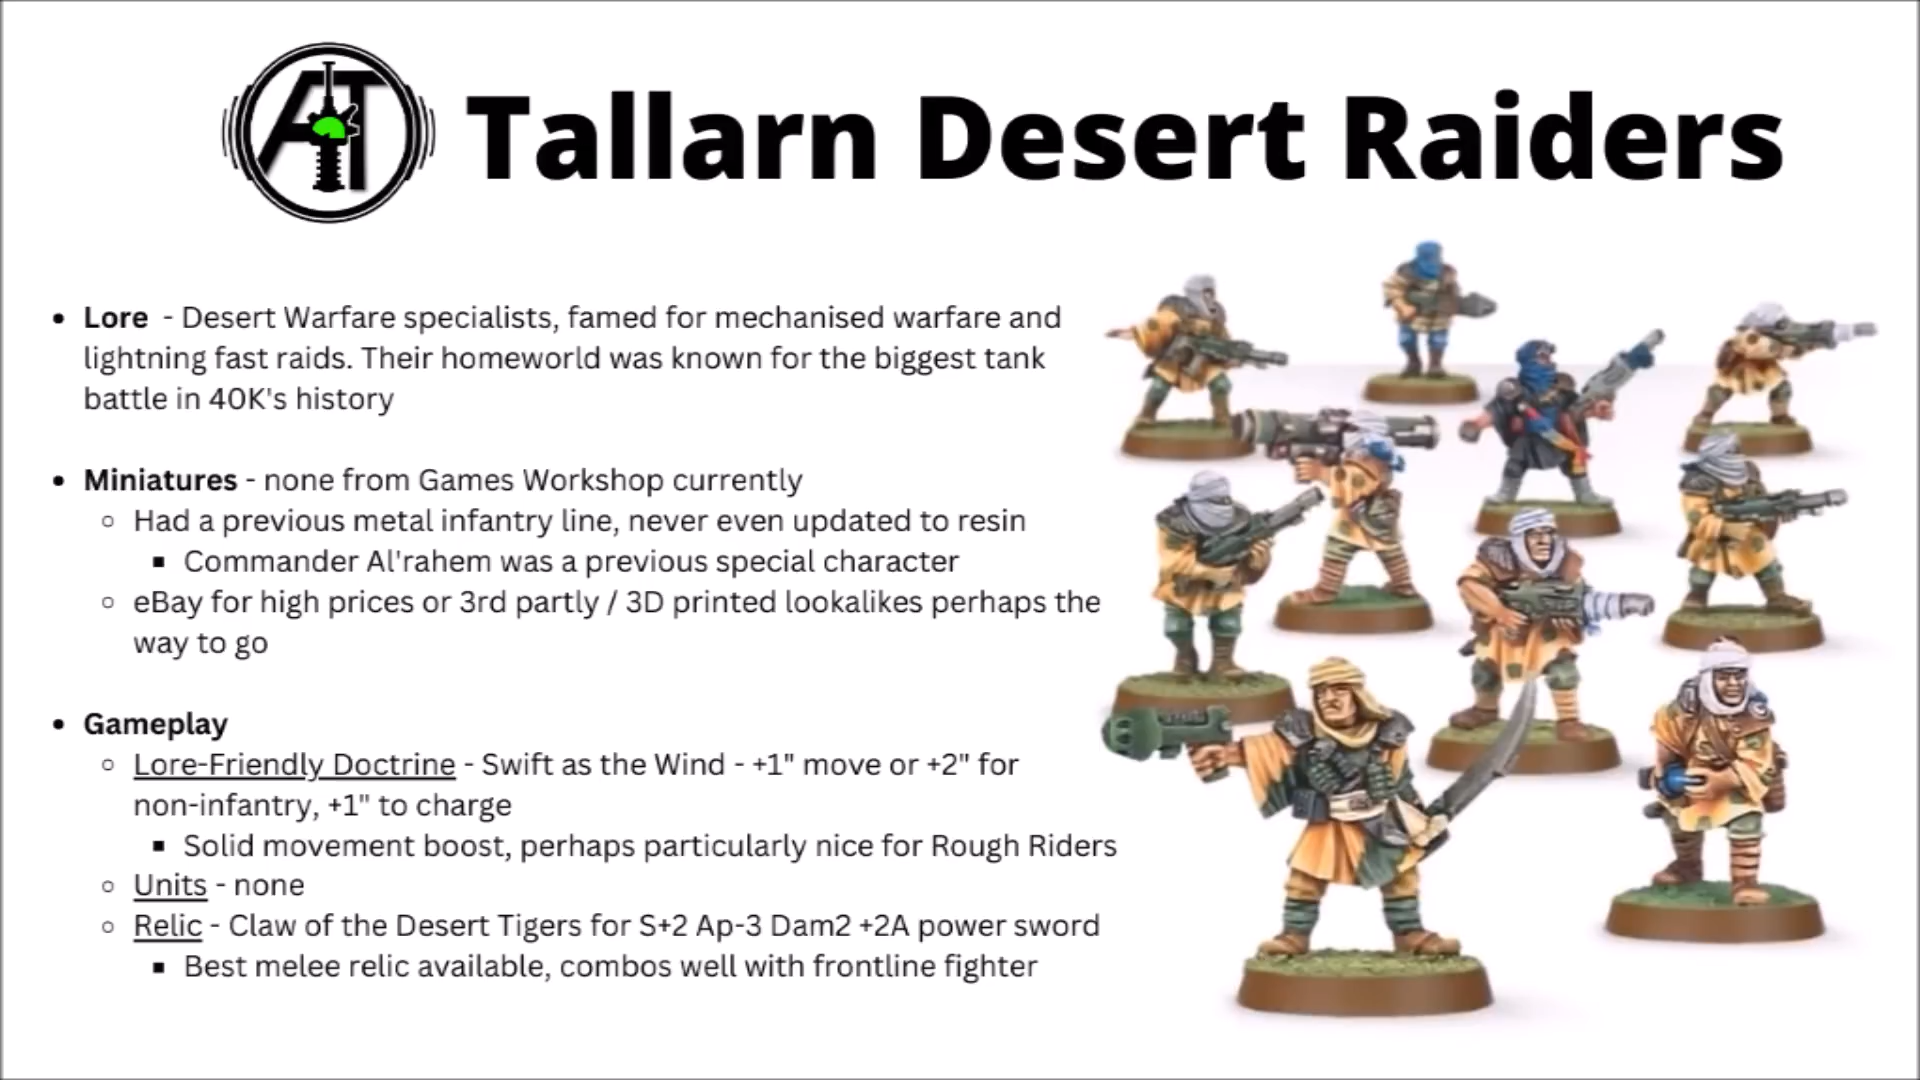 AT
Tallarn Desert Raiders
• Lore - Desert Warfare specialists, famed for mechanised warfare and
lightning fast raids. Their homeworld was known for the biggest tank
battle in 40K's history
• Miniatures - none from Games Workshop currently
○ Had a previous metal infantry line, never even updated to resin
▪ Commander Al'rahem was a previous special character
○ eBay for high prices or 3rd partly / 3D printed lookalikes perhaps the
way to go
• Gameplay
○ Lore-Friendly Doctrine - Swift as the Wind - +1" move or +2" for
non-infantry, +1" to charge
▪ Solid movement boost, perhaps particularly nice for Rough Riders
○ Units - none
○ Relic - Claw of the Desert Tigers for S+2 Ap-3 Dam2 +2A power sword
▪ Best melee relic available, combos well with frontline fighter